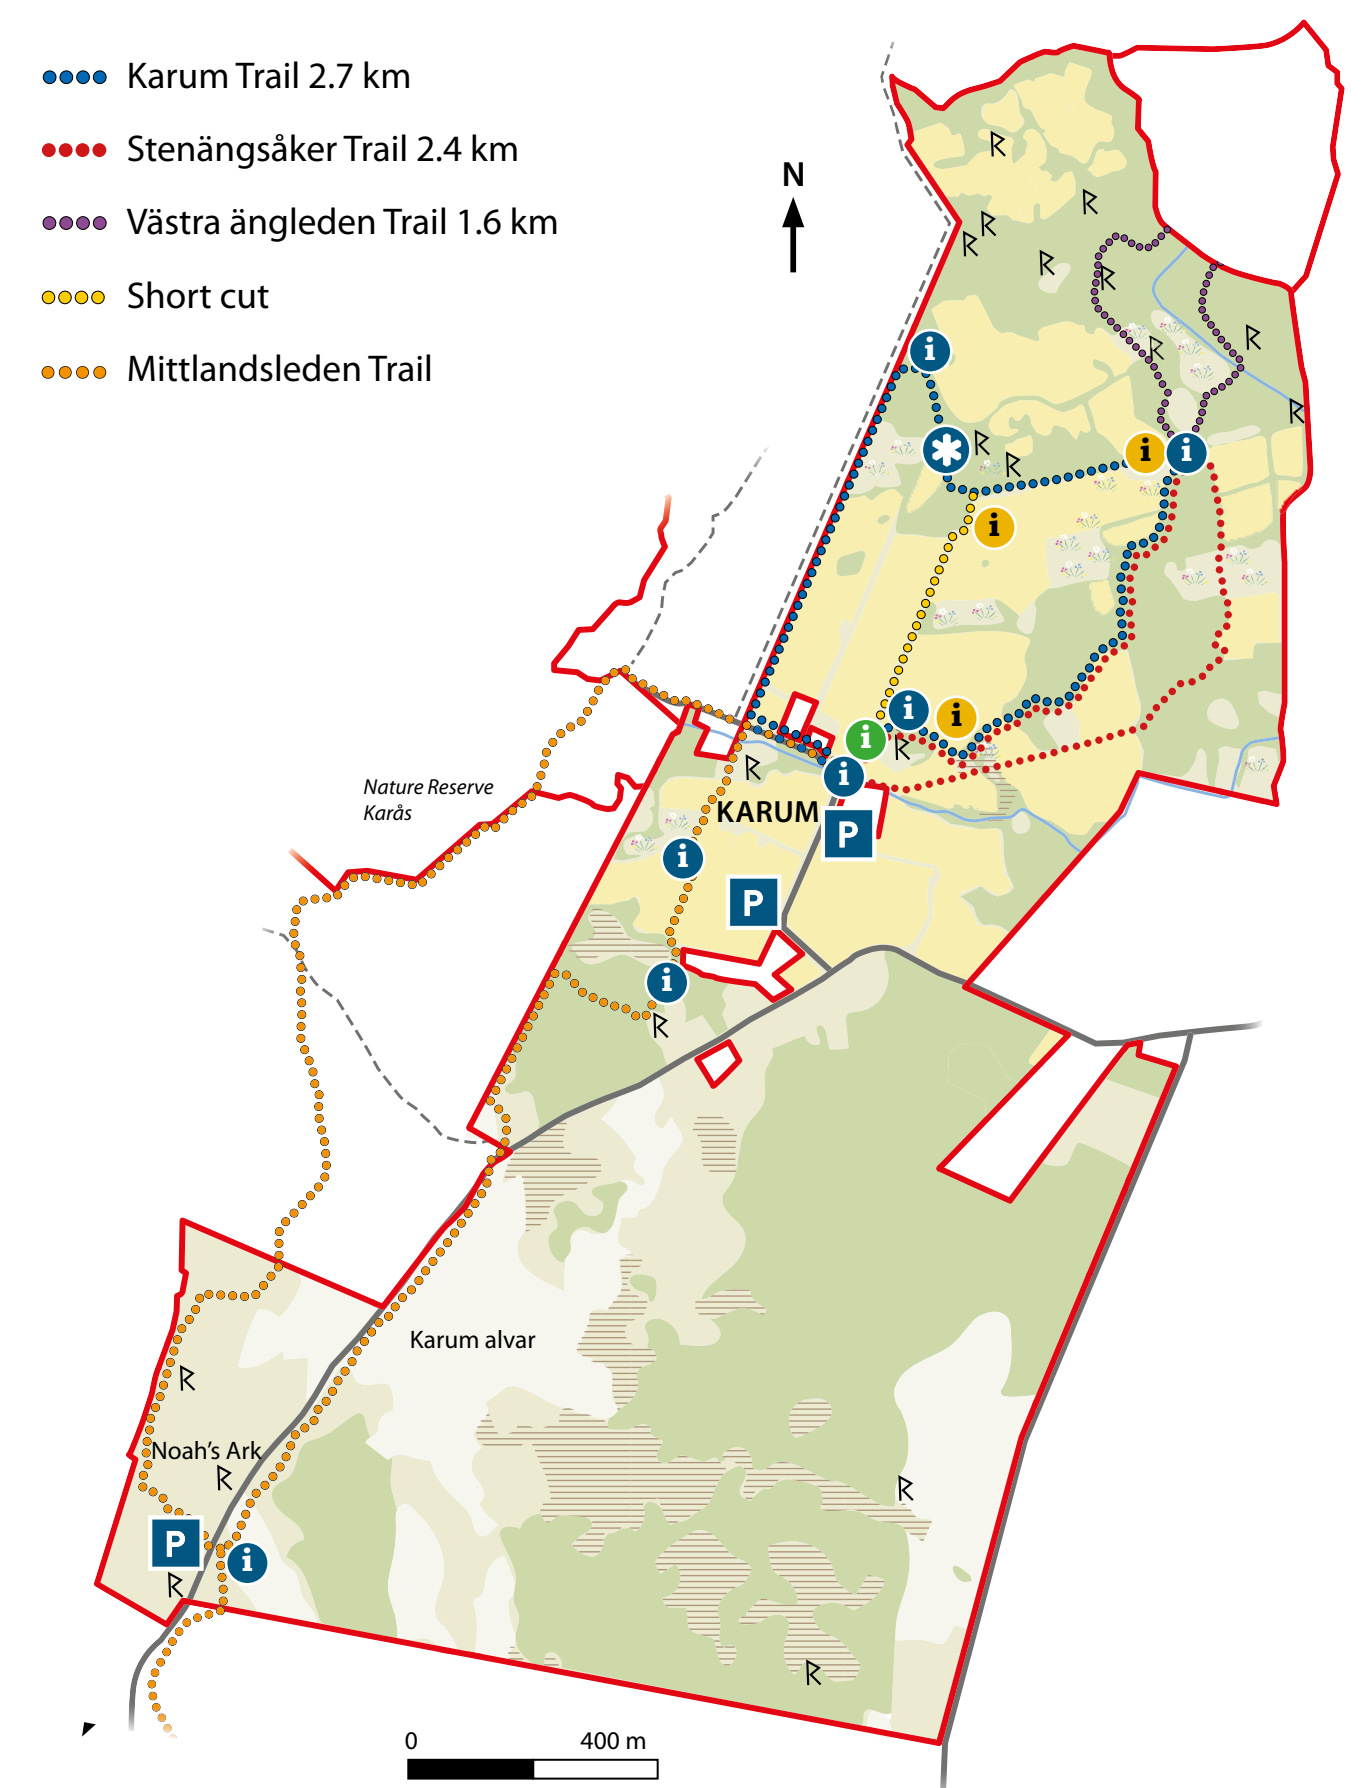 Karum Trail 2.7 km
Stenängsåker Trail 2.4 km
Västra ängleden Trail 1.6 km
Short cut
Mittlandsleden Trail
N
i
i
i
i
i
i
i
i
Nature Reserve
Karås
KARUM
P
i
P
i
Karum alvar
Noah's Ark
P
i
0
400 m